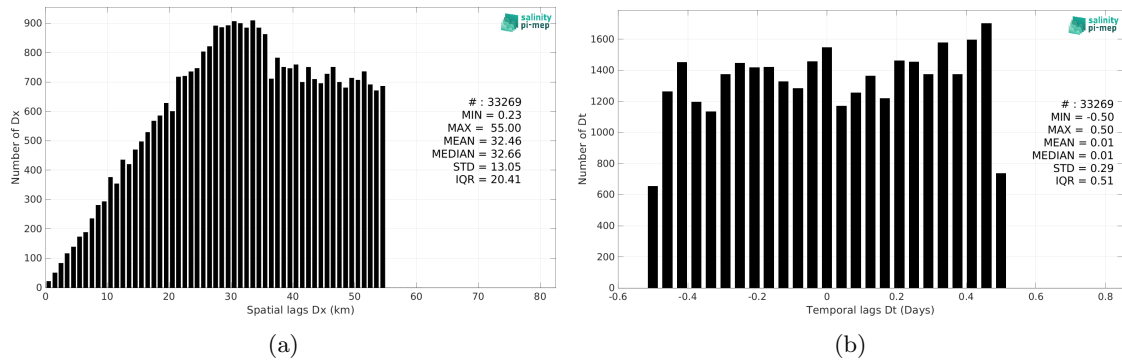 900
800
700
600
500
400
300
200
100
0
Number of Dx
0
10
20
30
40
50
60
70
80
Spatial lags Dx (km)
salinity
pi-mep
# : 33269
MIN = 0.23
MAX = 55.00
MEAN = 32.46
MEDIAN = 32.66
STD = 13.05
IQR = 20.41
(a)
1600
1400
1200
1000
800
600
400
200
0
Number of Dt
-0.6
-0.4
-0.2
0
0.2
0.4
0.6
0.8
Temporal lags Dt (Days)
salinity
pi-mep
# : 33269
MIN = -0.50
MAX = 0.50
MEAN = 0.01
MEDIAN = 0.01
STD = 0.29
IQR = 0.51
(b)